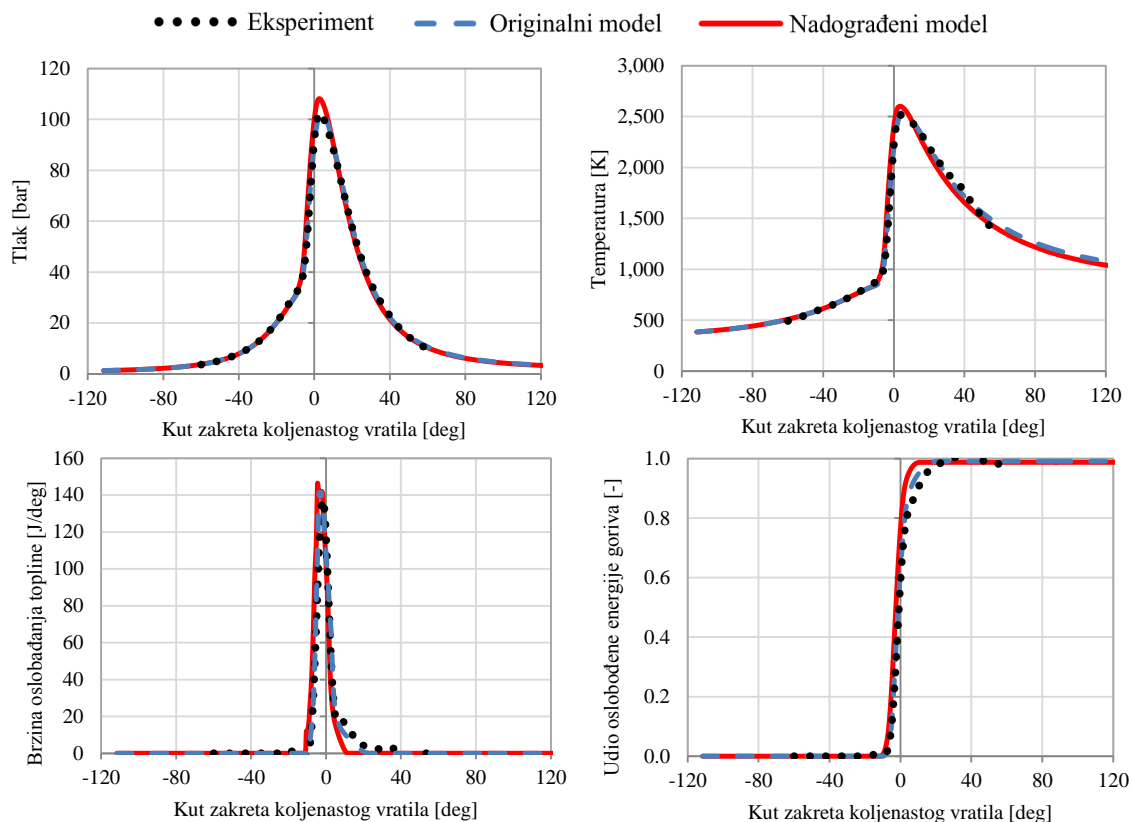 Eksperiment Originalni model Nadograđeni model
Tlak [bar]
140
120
100
80
60
40
20
0
-120 -80 -40 0 40 80 120
Kut zakreta koljenastog vratila [deg]
Temperatura [K]
3,000
2,500
2,000
1,500
1,000
500
0
-120 -80 -40 0 40 80 120
Kut zakreta koljenastog vratila [deg]
Brzina oslobađanja topline [J/deg]
160
140
120
100
80
60
40
20
0
-120 -80 -40 0 40 80 120
Kut zakreta koljenastog vratila [deg]
Udio oslobođene energije goriva [-]
1.0
0.8
0.6
0.4
0.2
0.0
-120 -80 -40 0 40 80 120
Kut zakreta koljenastog vratila [deg]